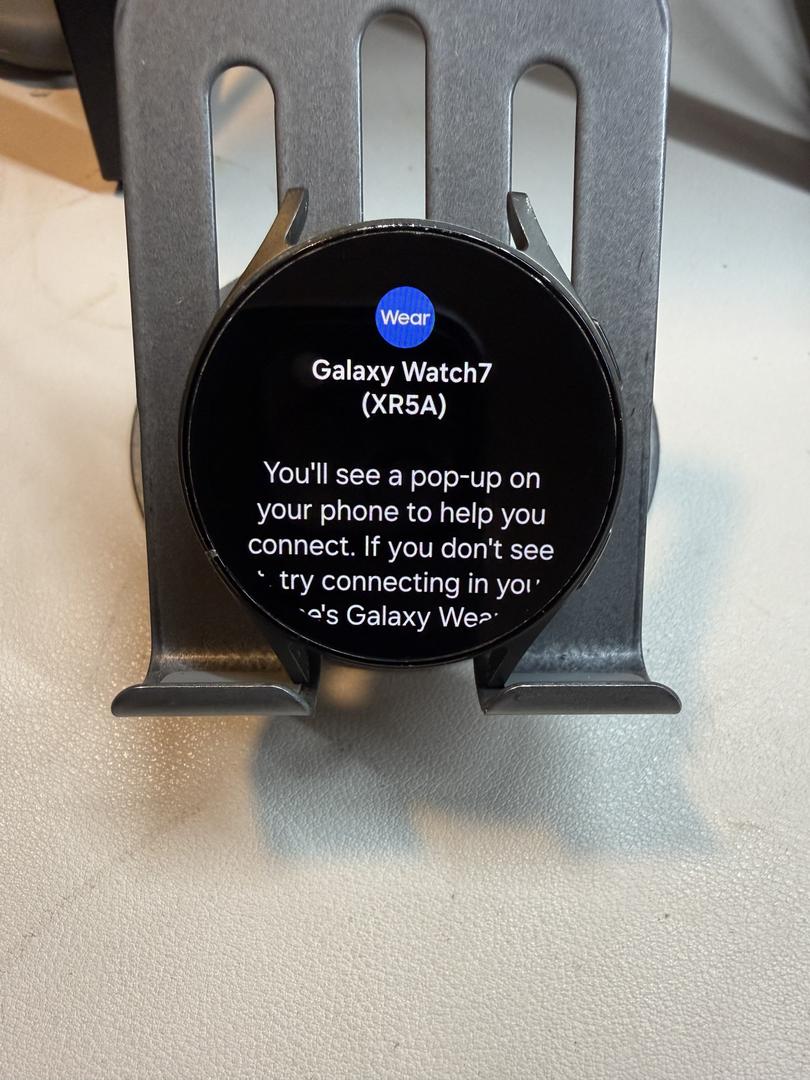 Wear
Galaxy Watch7
(XR5A)
You'll see a pop-up on
your phone to help you
connect. If you don't see
try connecting in
Galaxy